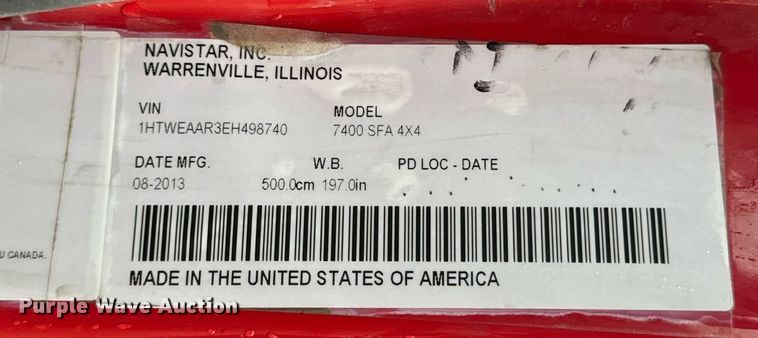 NAVISTAR, INC.
WARRENVILLE, ILLINOIS
VIN MODEL
1HTWEAAR3EH498740 7400 SFA 4X4
DATE MFG. W.B. PD LOC - DATE
08-2013 500.0cm 197.0in
U CANADA.
MADE IN THE UNITED STATES OF AMERICA
Purple Wave Auction